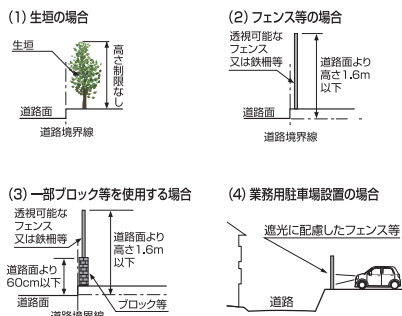 (1) 生垣の場合
生垣
高さ制限なし
道路面
道路境界線
(2) フェンス等の場合
透視可能な
フェンス
又は鉄柵等
道路面より
高さ1.6m
以下
道路面
道路境界線
(3) 一部ブロック等を使用する場合
透視可能な
フェンス
又は鉄柵等
道路面より
高さ1.6m
以下
道路面より
60cm以下
道路面
ブロック等
道路境界線
(4) 業務用駐車場設置の場合
遮光に配慮したフェンス等
道路